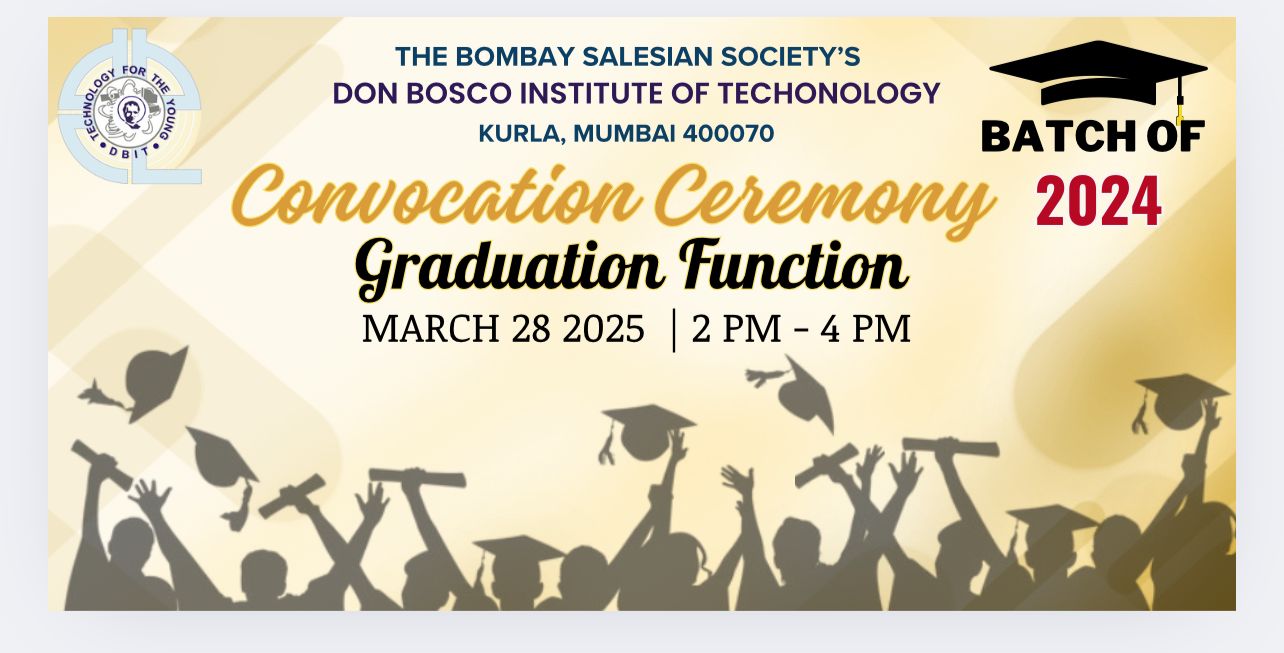 TECHNOLOGY FOR THE YOUNG
• DBIT •
THE BOMBAY SALESIAN SOCIETY’S
DON BOSCO INSTITUTE OF TECHONOLOGY
KURLA, MUMBAI 400070
BATCH OF
2024
Convocation Ceremony
Graduation Function
MARCH 28 2025 | 2 PM – 4 PM